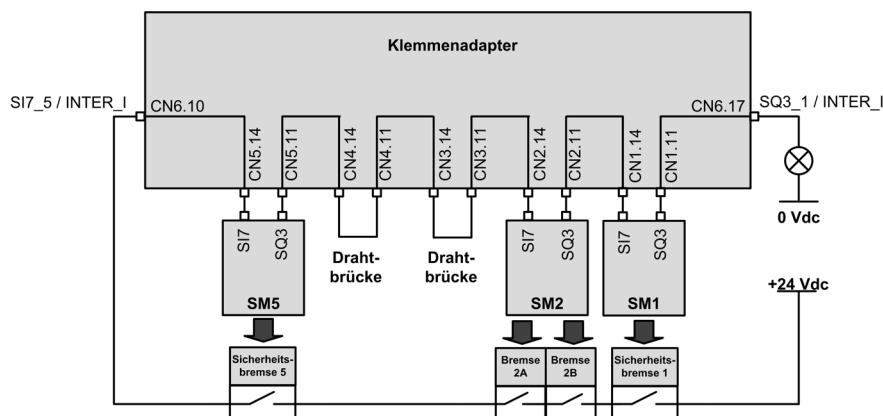 Klemmenadapter
SI7_5 / INTER_I
CN6.10
CN6.17
SQ3_1 / INTER_I
CN5.14
CN5.11
CN4.14
CN4.11
CN3.14
CN3.11
CN2.14
CN2.11
CN1.14
CN1.11
0 Vdc
SI7
SQ3
SM5
Draht-
brücke
Draht-
brücke
SI7
SQ3
SM2
SI7
SQ3
SM1
+24 Vdc
Sicherheits-
bremse 5
Bremse
2A
Bremse
2B
Sicherheits-
bremse 1